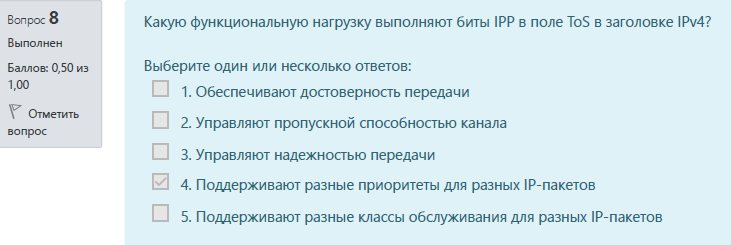 Вопрос 8
Выполнен
Баллов: 0,50 из
1,00
Отметить
вопрос
Какую функциональную нагрузку выполняют биты IPP в поле ToS в заголовке IPv4?
Выберите один или несколько ответов:
1. Обеспечивают достоверность передачи
2. Управляют пропускной способностью канала
3. Управляют надежностью передачи
4. Поддерживают разные приоритеты для разных IP-пакетов
5. Поддерживают разные классы обслуживания для разных IP-пакетов